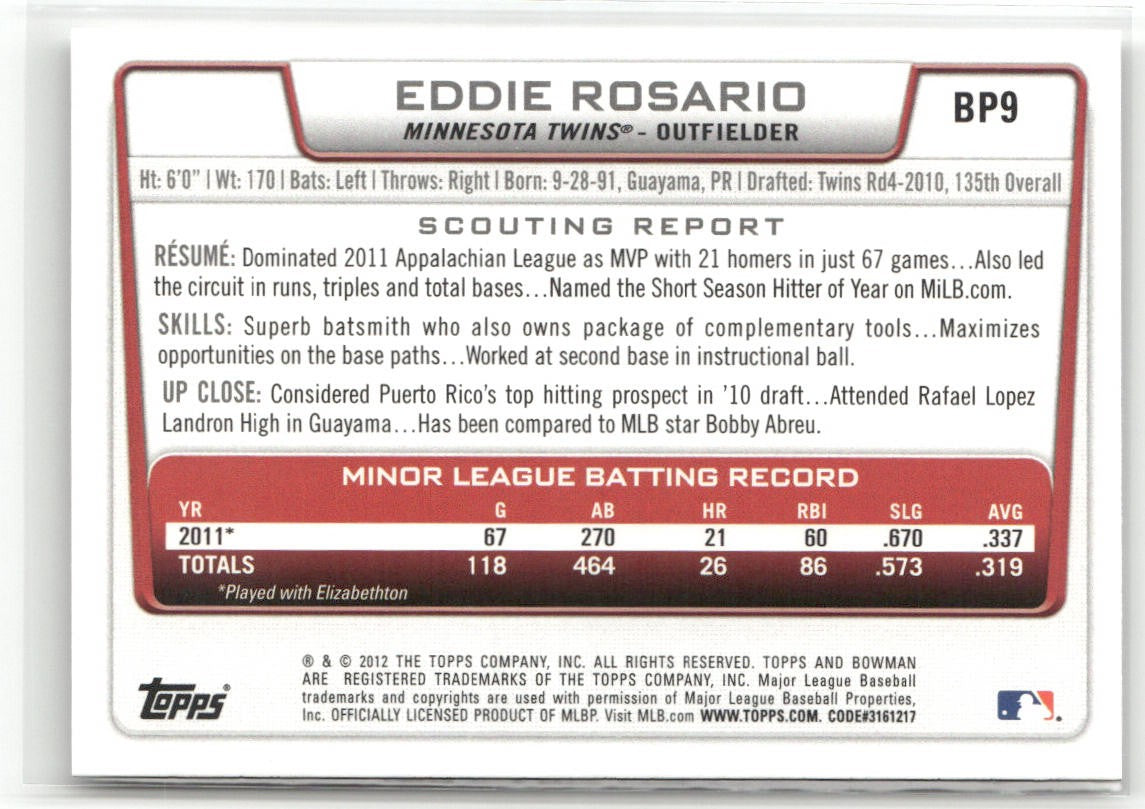 EDDIE ROSARIO
BP9
MINNESOTA TWINS® - OUTFIELDER
Ht: 6'0" | Wt: 170 | Bats: Left | Throws: Right | Born: 9-28-91, Guayama, PR | Drafted: Twins Rd4-2010, 135th Overall
SCOUTING REPORT
RÉSUMÉ: Dominated 2011 Appalachian League as MVP with 21 homers in just 67 games...Also led
the circuit in runs, triples and total bases...Named the Short Season Hitter of Year on MiLB.com.
SKILLS: Superb batsmith who also owns package of complementary tools...Maximizes
opportunities on the base paths...Worked at second base in instructional ball.
UP CLOSE: Considered Puerto Rico's top hitting prospect in '10 draft...Attended Rafael Lopez
Landron High in Guayama...Has been compared to MLB star Bobby Abreu.
MINOR LEAGUE BATTING RECORD
YR G AB HR RBI SLG AVG
2011* 67 270 21 60 .670 .337
TOTALS 118 464 26 86 .573 .319
*Played with Elizabethton
® & © 2012 THE TOPPS COMPANY, INC. ALL RIGHTS RESERVED. TOPPS AND BOWMAN
ARE REGISTERED TRADEMARKS OF THE TOPPS COMPANY, INC. Major League Baseball
trademarks and copyrights are used with permission of Major League Baseball Properties,
Inc. OFFICIALLY LICENSED PRODUCT OF MLBP. Visit MLB.com WWW.TOPPS.COM. CODE#3161217
topps®